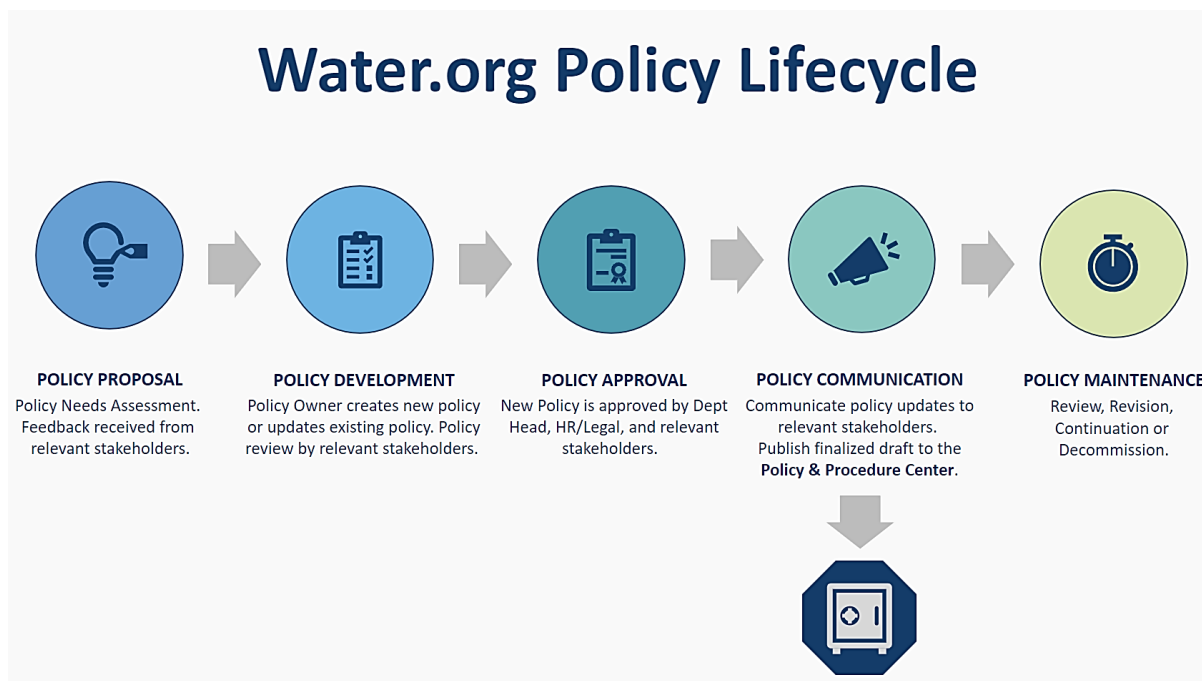 Water.org Policy Lifecycle
POLICY PROPOSAL
Policy Needs Assessment.
Feedback received from
relevant stakeholders.
POLICY DEVELOPMENT
Policy Owner creates new policy
or updates existing policy. Policy
review by relevant stakeholders.
POLICY APPROVAL
New Policy is approved by Dept
Head, HR/Legal, and relevant
stakeholders.
POLICY COMMUNICATION
Communicate policy updates to
relevant stakeholders.
Publish finalized draft to the
Policy & Procedure Center.
POLICY MAINTENANCE
Review, Revision,
Continuation or
Decommission.